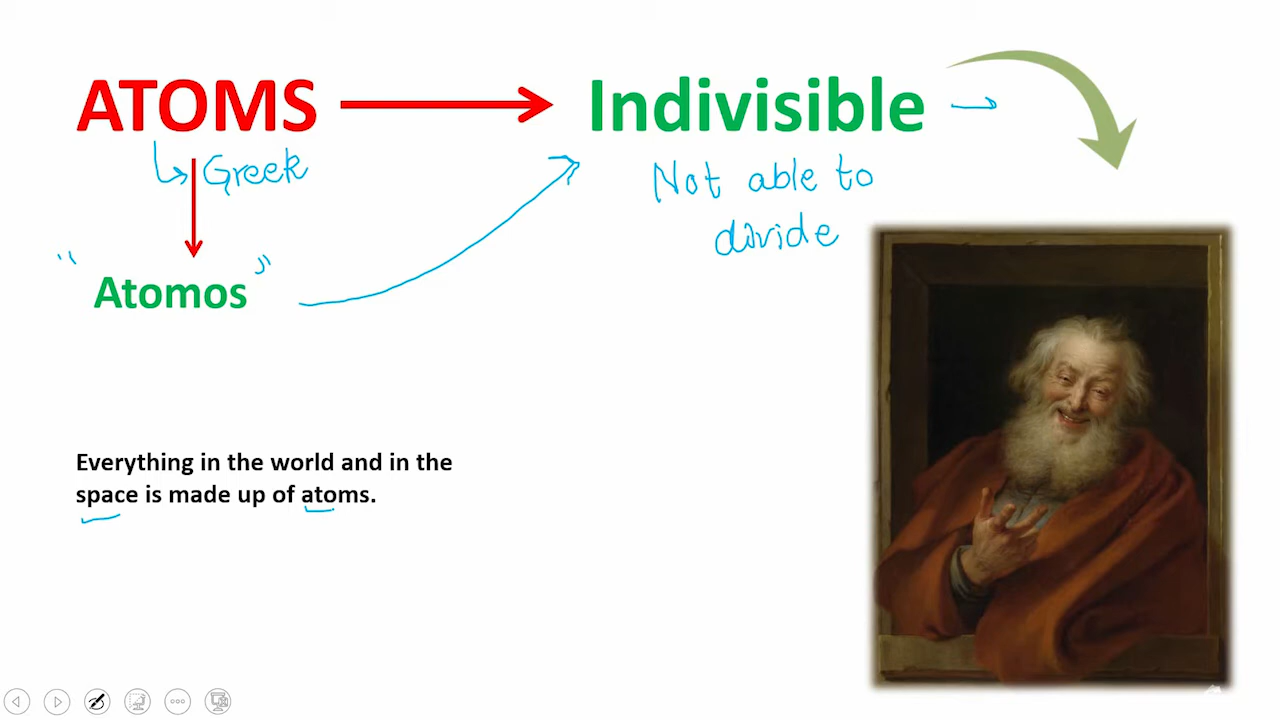 ATOMS
Indivisible
Greek
Not able to
divide
"Atomos"
Everything in the world and in the
space is made up of atoms.